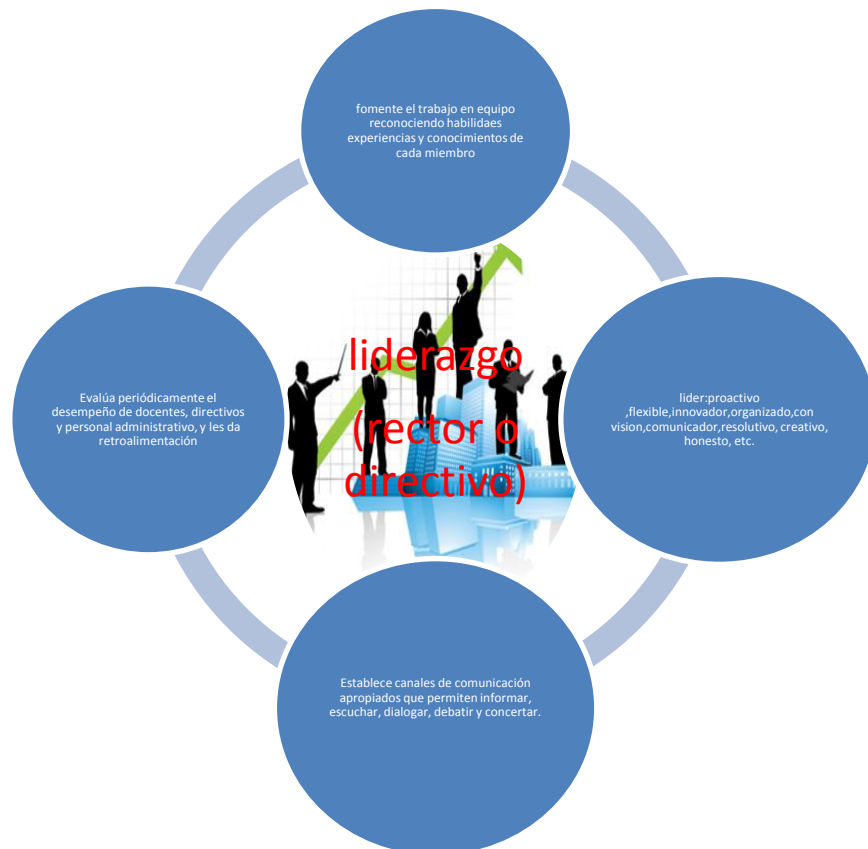 fomente el trabajo en equipo
reconociendo habilidaes
experiencias y conocimientos de
cada miembro
liderazgo
(rector o
directivo)
Evalúa periódicamente el
desempeño de docentes, directivos
y personal administrativo, y les da
retroalimentación
lider:proactivo
,flexible,innovador,organizado,con
vision,comunicador,resolutivo, creativo,
honesto, etc.
Establece canales de comunicación
apropiados que permiten informar,
escuchar, dialogar, debatir y concertar.